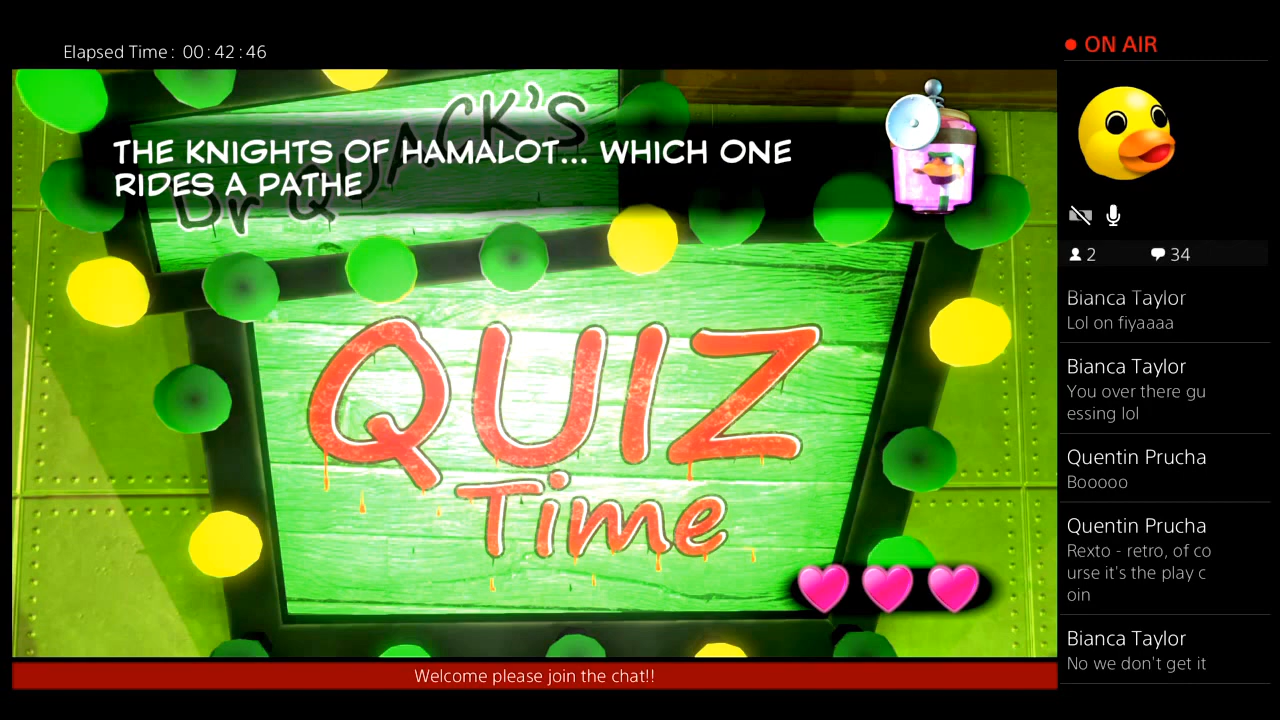 Elapsed Time: 00:42:46
ON AIR
Dr QUACK'S
THE KNIGHTS OF HAMALOT... WHICH ONE
RIDES A PATHE
QUIZ
Time
2
34
Bianca Taylor
Lol on fiyaaaa
Bianca Taylor
You over there gu
essing lol
Quentin Prucha
Booooo
Quentin Prucha
Rexto - retro, of co
urse it's the play c
oin
Bianca Taylor
No we don't get it
Welcome please join the chat!!